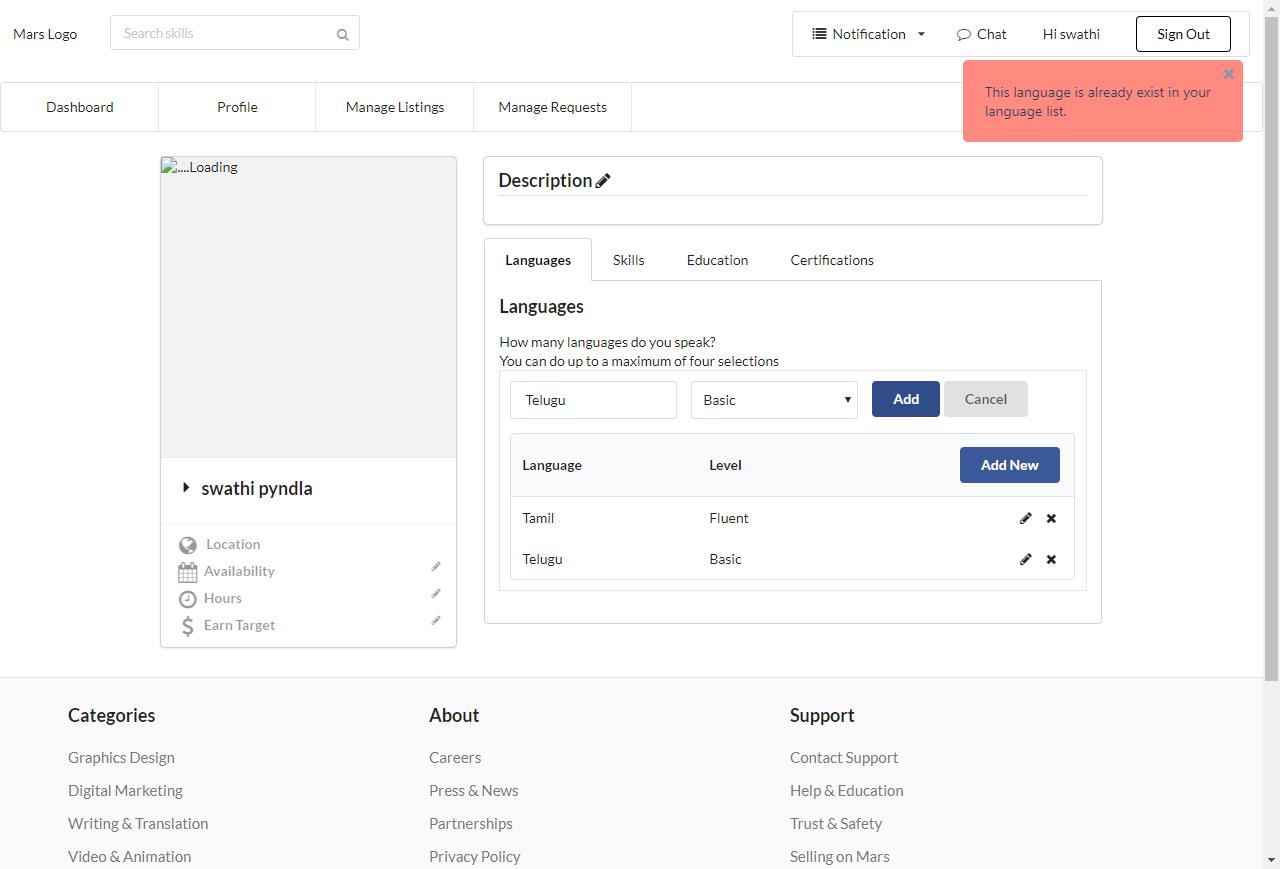 Mars Logo
Search skills
Notification
Chat
Hi swathi
Sign Out
This language is already exist in your
language list.
Dashboard
Profile
Manage Listings
Manage Requests
....Loading
swathi pyndla
Location
Availability
Hours
Earn Target
Description
Languages
Skills
Education
Certifications
Languages
How many languages do you speak?
You can do up to a maximum of four selections
Telugu
Basic
Add
Cancel
Language
Level
Add New
Tamil
Fluent
Telugu
Basic
Categories
Graphics Design
Digital Marketing
Writing & Translation
Video & Animation
About
Careers
Press & News
Partnerships
Privacy Policy
Support
Contact Support
Help & Education
Trust & Safety
Selling on Mars